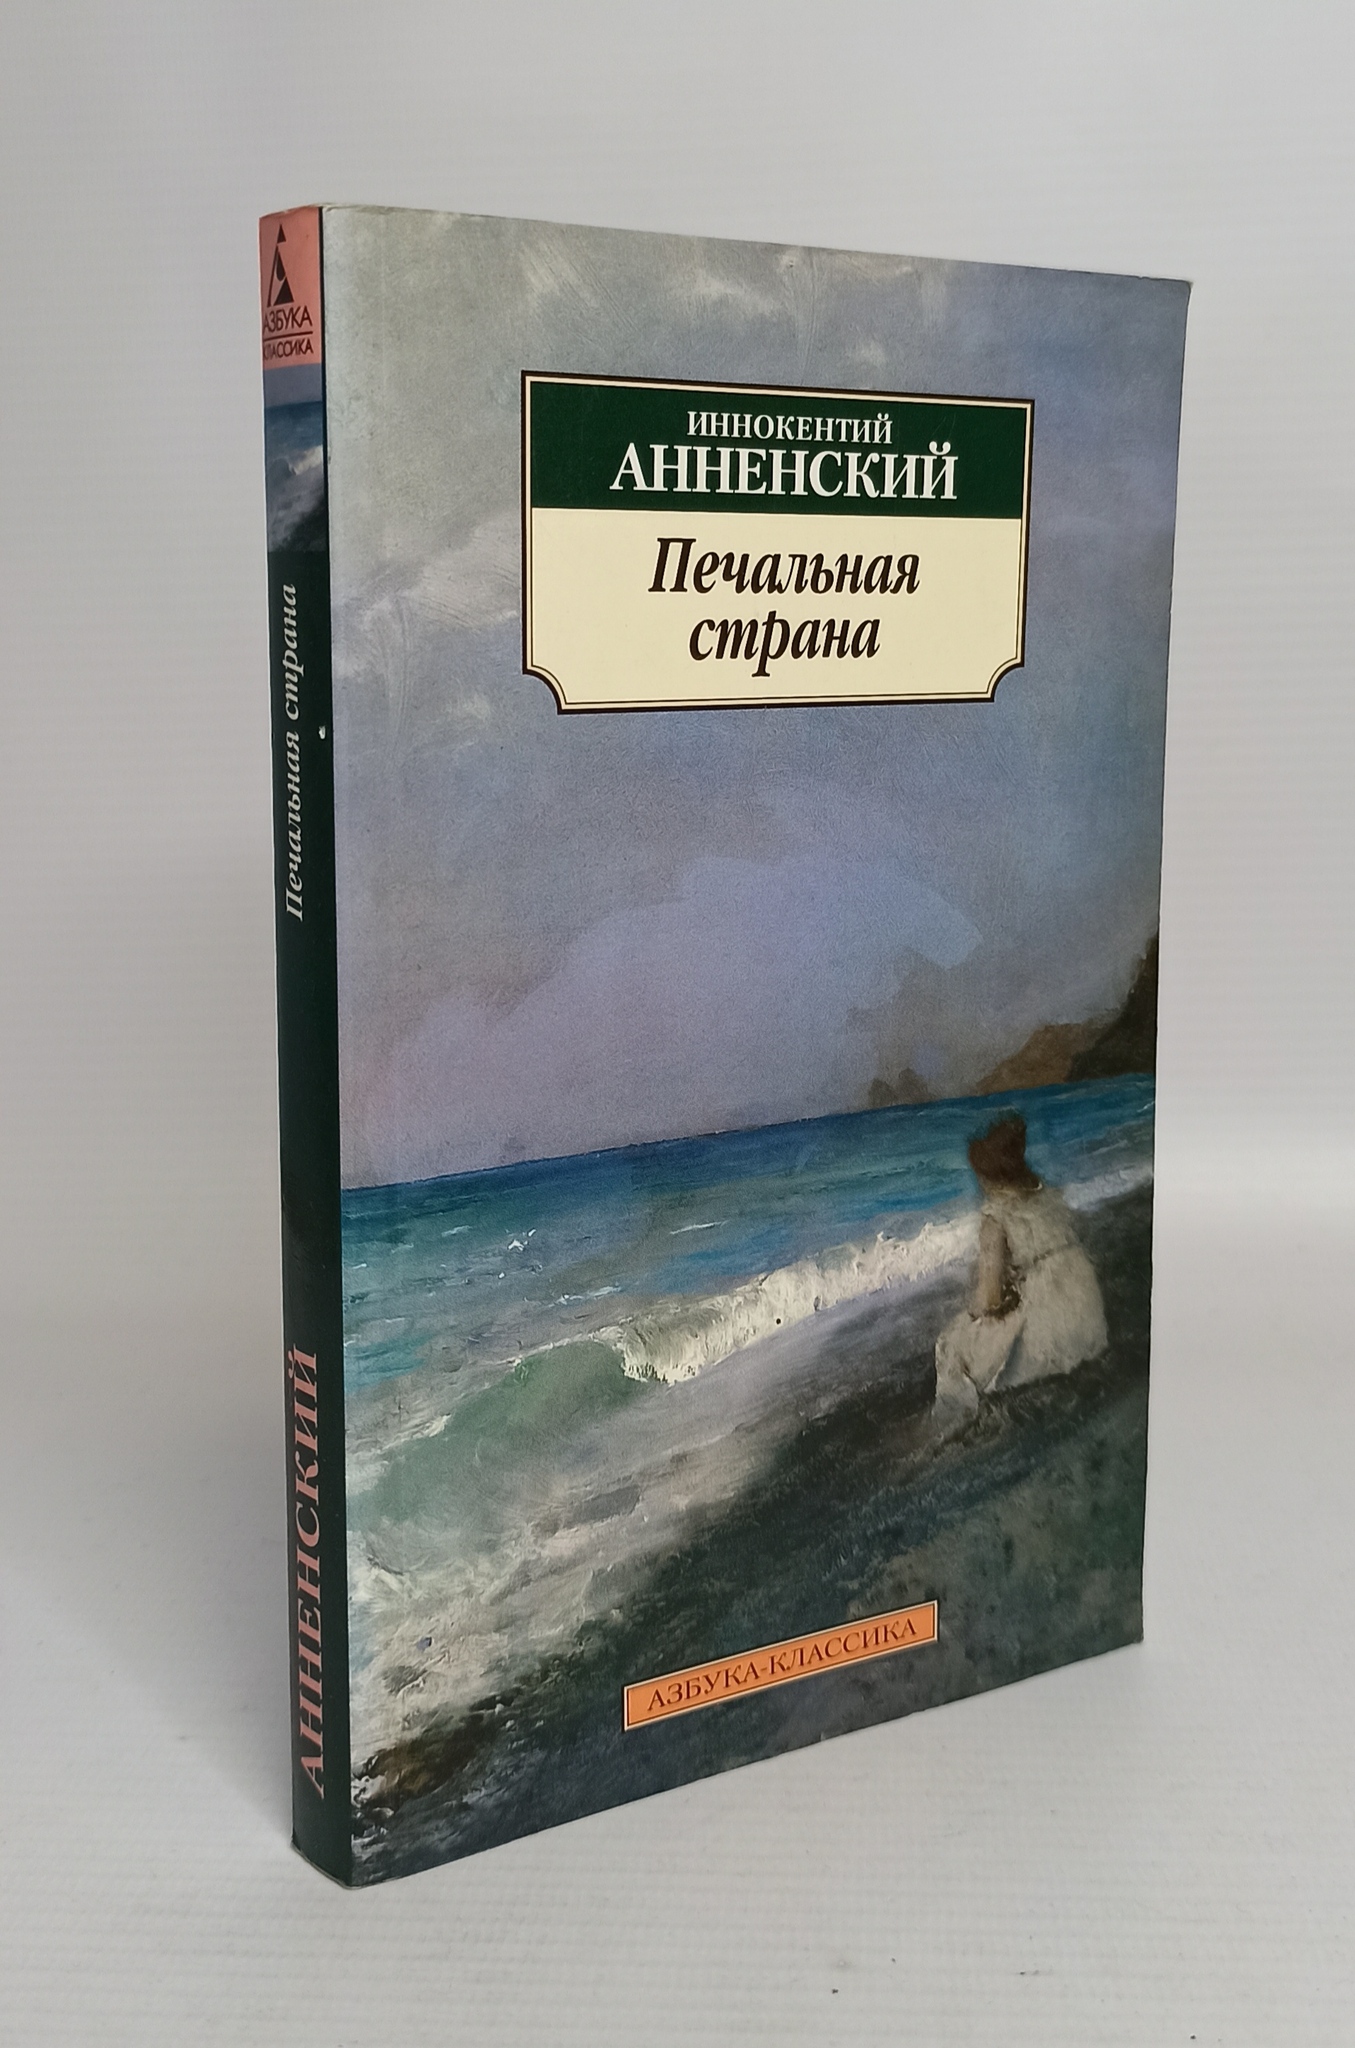 ИННОКЕНТИЙ
АННЕНСКИЙ
Печальная
страна
АЗБУКА-КЛАССИКА
АЗБУКА
КЛАССИКА
Печальная страна
АННЕНСКИЙ